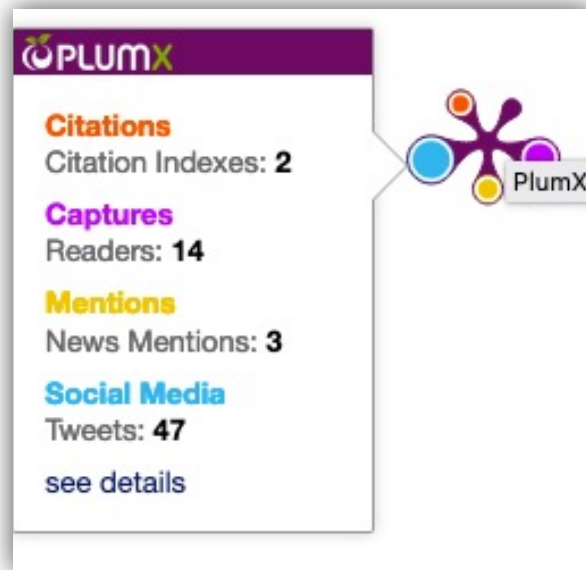 PLUMX
Citations
Citation Indexes: 2
Captures
Readers: 14
Mentions
News Mentions: 3
Social Media
Tweets: 47
see details
PlumX